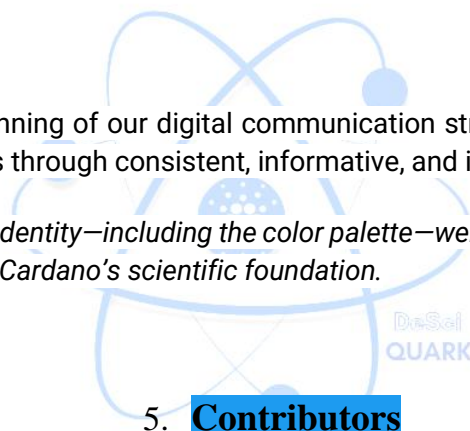 nning of our digital communication str
s through consistent, informative, and i
dentity—including the color palette—we
Cardano’s scientific foundation.
DeSci
QUARK
5. Contributors